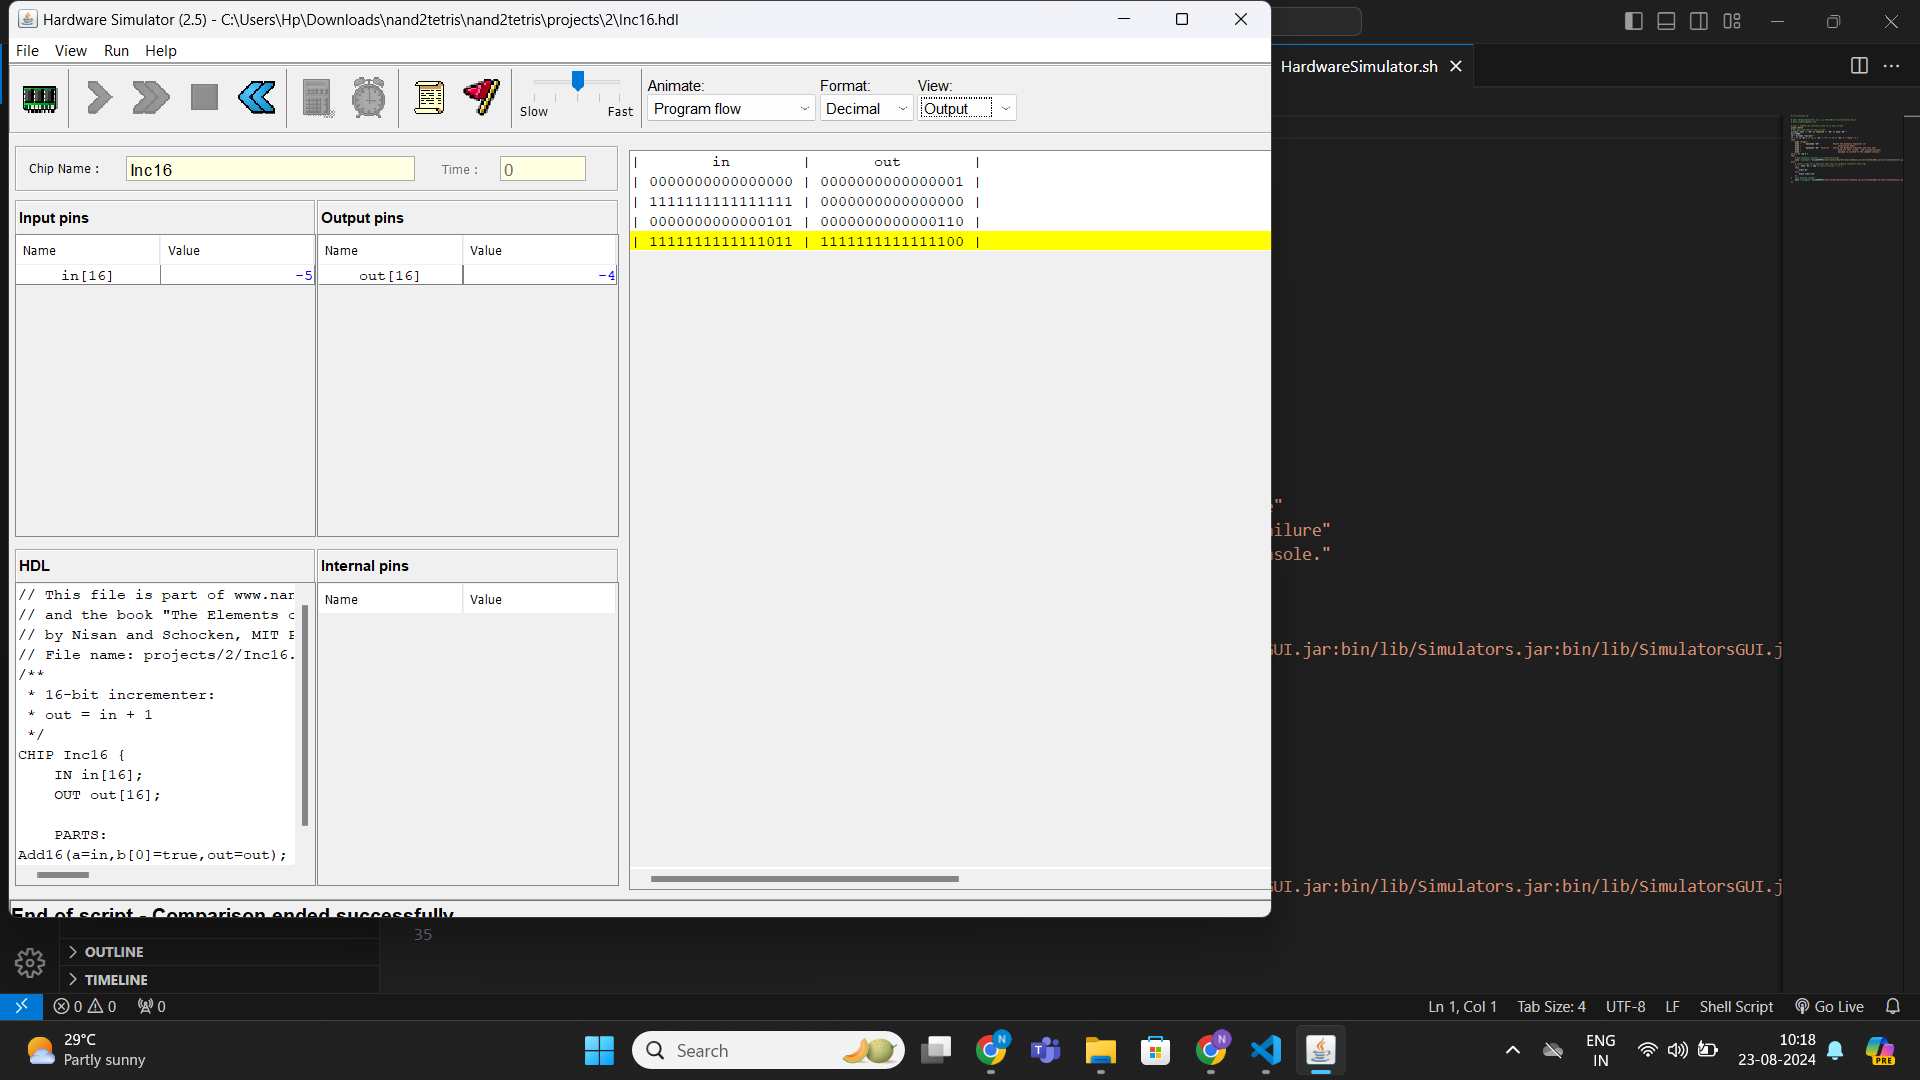 Hardware Simulator (2.5) - C:\Users\Hp\Downloads\nand2tetris\nand2tetris\projects\2\Inc16.hdl
File View Run Help
HardwareSimulator.sh
Animate: Format: View:
Slow Fast Program flow Decimal Output
Chip Name : Inc16 Time : 0
Input pins
Name Value
in[16] -5
Output pins
Name Value
out[16] -4
| in | out |
| 0000000000000000 | 0000000000000001 |
| 1111111111111111 | 0000000000000000 |
| 0000000000000101 | 0000000000000110 |
| 1111111111111011 | 1111111111111100 |
HDL
// This file is part of www.nan
// and the book "The Elements o
// by Nisan and Schocken, MIT P
// File name: projects/2/Inc16.
/**
* 16-bit incrementer:
* out = in + 1
*/
CHIP Inc16 {
IN in[16];
OUT out[16];
PARTS:
Add16(a=in,b[0]=true,out=out);
Internal pins
Name Value
End of script - Comparison ended successfully
"
ilure"
sole."
GUI.jar:bin/lib/Simulators.jar:bin/lib/SimulatorsGUI.j
GUI.jar:bin/lib/Simulators.jar:bin/lib/SimulatorsGUI.j
35
OUTLINE
TIMELINE
0 0 0
Ln 1, Col 1 Tab Size: 4 UTF-8 LF Shell Script Go Live
29°C
Partly sunny
Search
N
N
ENG
IN
10:18
23-08-2024
PRE